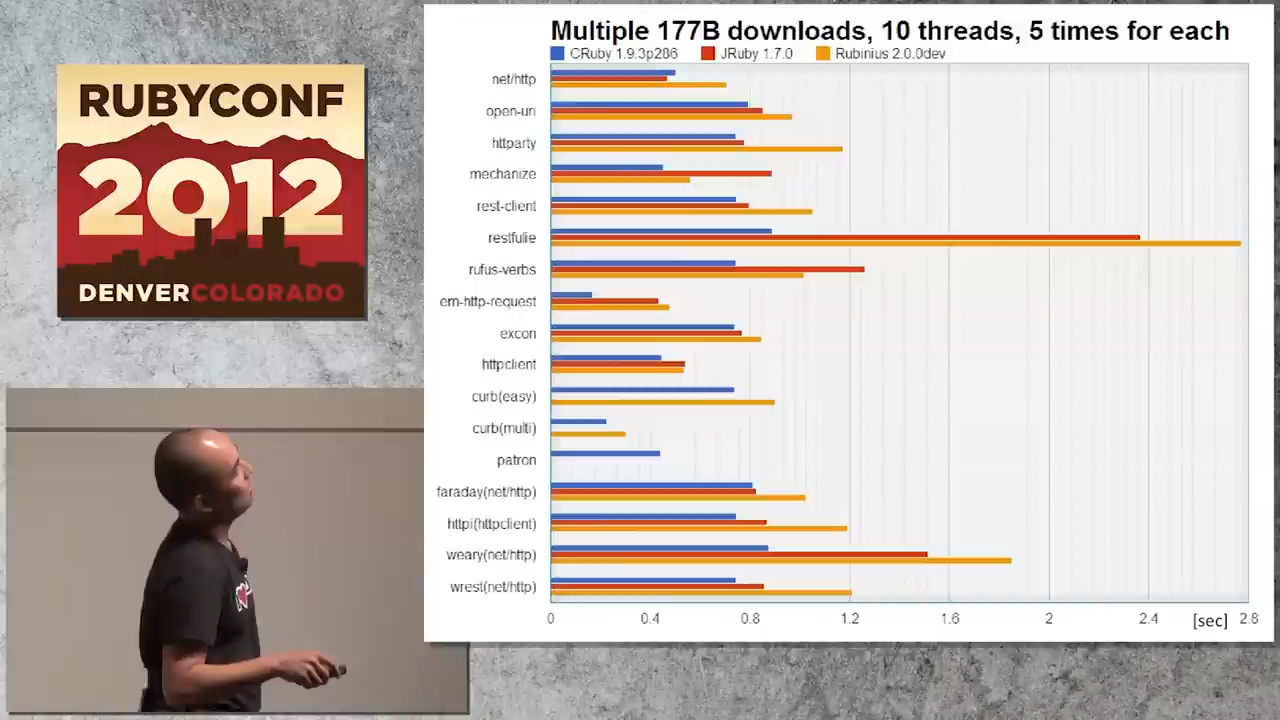 RUBYCONF
2012
DENVERCOLORADO
Multiple 177B downloads, 10 threads, 5 times for each
CRuby 1.9.3p286 JRuby 1.7.0 Rubinius 2.0.0dev
net/http
open-uri
httparty
mechanize
rest-client
restfulie
rufus-verbs
em-http-request
excon
httpclient
curb(easy)
curb(multi)
patron
faraday(net/http)
httpi(httpclient)
weary(net/http)
wrest(net/http)
0 0.4 0.8 1.2 1.6 2 2.4 [sec] 2.8